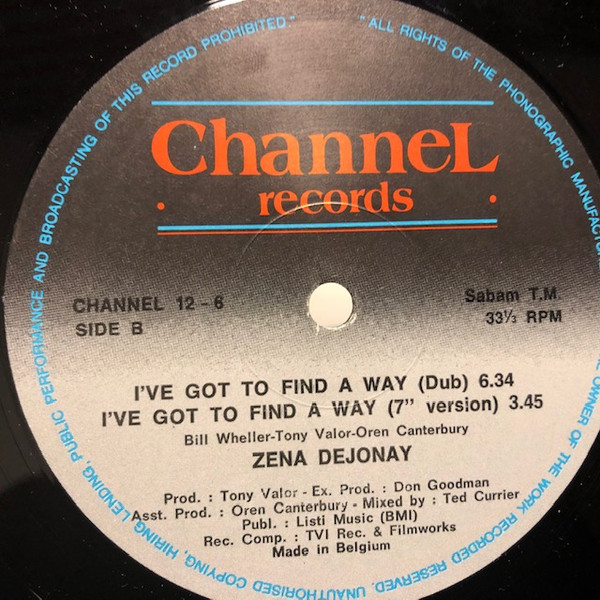 ChanneL
records
CHANNEL 12 - 6
SIDE B
Sabam T.M.
33⅓ RPM
I'VE GOT TO FIND A WAY (Dub) 6.34
I'VE GOT TO FIND A WAY (7" version) 3.45
Bill Wheller-Tony Valor-Oren Canterbury
ZENA DEJONAY
Prod. : Tony Valor - Ex. Prod. : Don Goodman
Asst. Prod. : Oren Canterbury - Mixed by : Ted Currier
Publ. : Listi Music (BMI)
Rec. Comp. : TVI Rec. & Filmworks
Made in Belgium
"ALL RIGHTS OF THE PHONOGRAPHIC MANUFACTUR OWNER OF THE WORK RECORDED RESERVED. UNAUTHORISED COPYING, HIRING, LENDING, PUBLIC PERFORMANCE AND BROADCASTING OF THIS RECORD PROHIBITED."